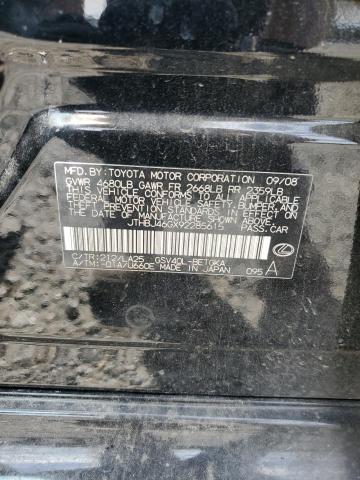 MFD. BY: TOYOTA MOTOR CORPORATION 09/08
GVWR 4680LB GAWR FR 2668LB RR 2359LB
THIS VEHICLE CONFORMS TO ALL APPLICABLE
FEDERAL MOTOR VEHICLE SAFETY, BUMPER, AND
THEFT PREVENTION STANDARDS IN EFFECT ON
THE DATE OF MANUFACTURE SHOWN ABOVE.
JTHBJ46GX92285615 PASS.CAR
C/TR:212/LA25 GSV40L-BETGKA
A/TM:-01A/U660E MADE IN JAPAN 095 A